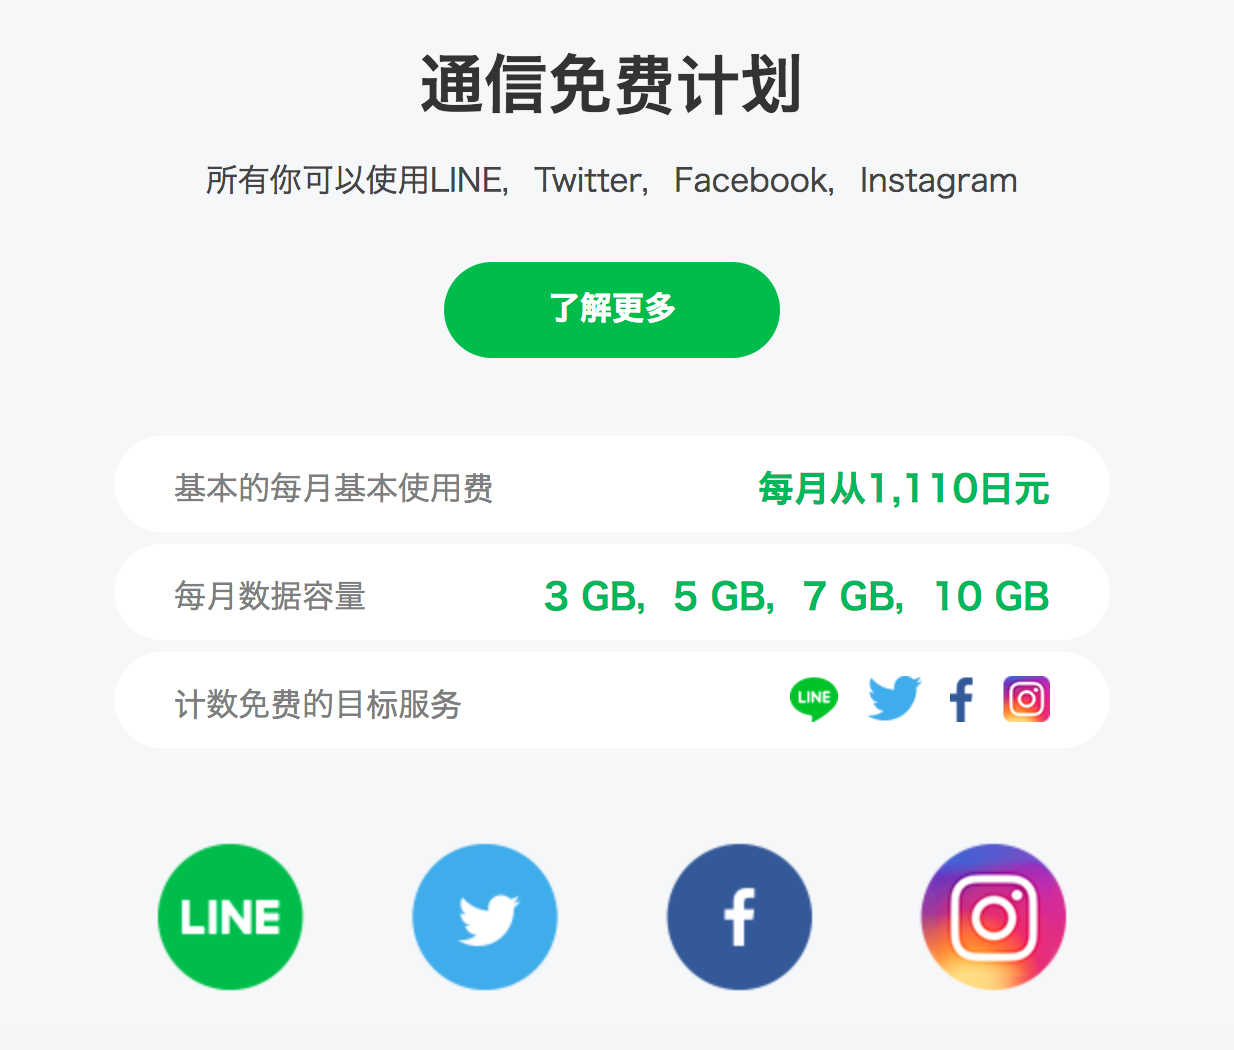 通信免费计划
所有你可以使用LINE，Twitter，Facebook，Instagram
了解更多
基本的每月基本使用费 每月从1,110日元
每月数据容量 3 GB，5 GB，7 GB，10 GB
计数免费的目标服务 LINE
LINE